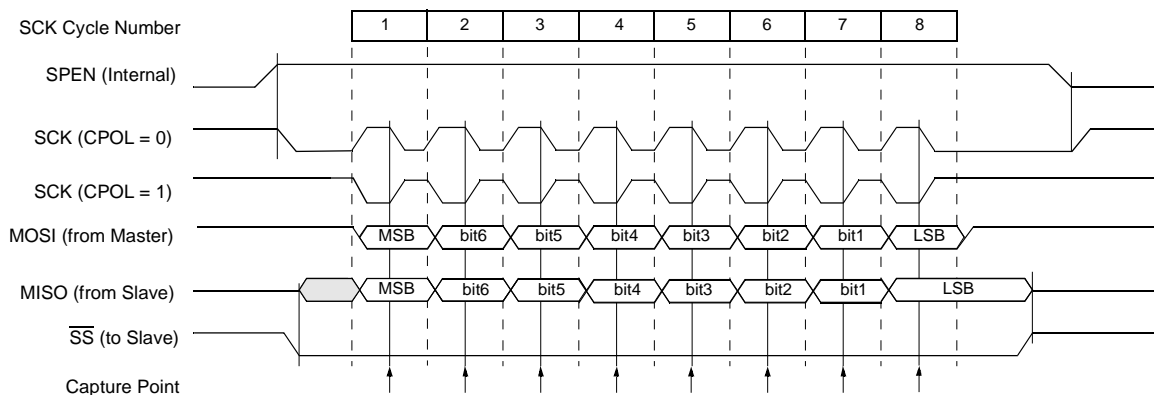 SCK Cycle Number 1 2 3 4 5 6 7 8
SPEN (Internal)
SCK (CPOL = 0)
SCK (CPOL = 1)
MOSI (from Master) MSB bit6 bit5 bit4 bit3 bit2 bit1 LSB
MISO (from Slave) MSB bit6 bit5 bit4 bit3 bit2 bit1 LSB
S̅S̅ (to Slave)
Capture Point